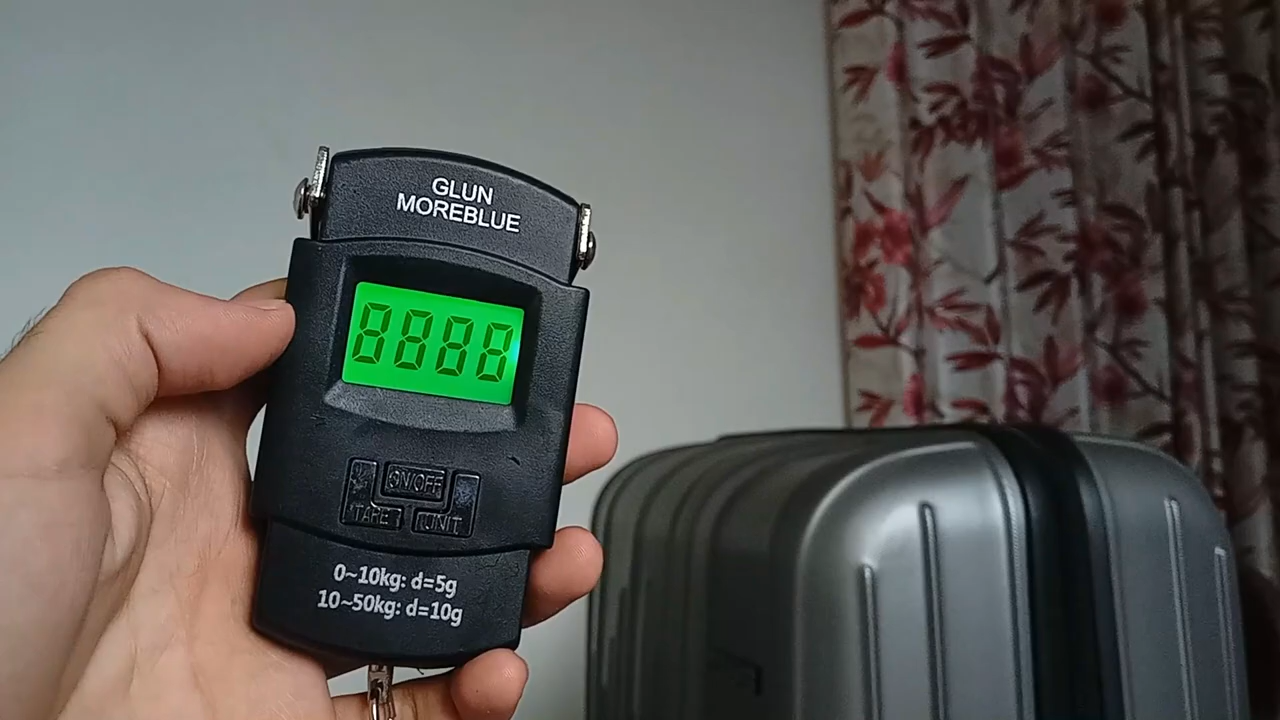 GLUN
MOREBLUE
8888
ON/OFF
TARE
UNIT
0~10kg: d=5g
10~50kg: d=10g